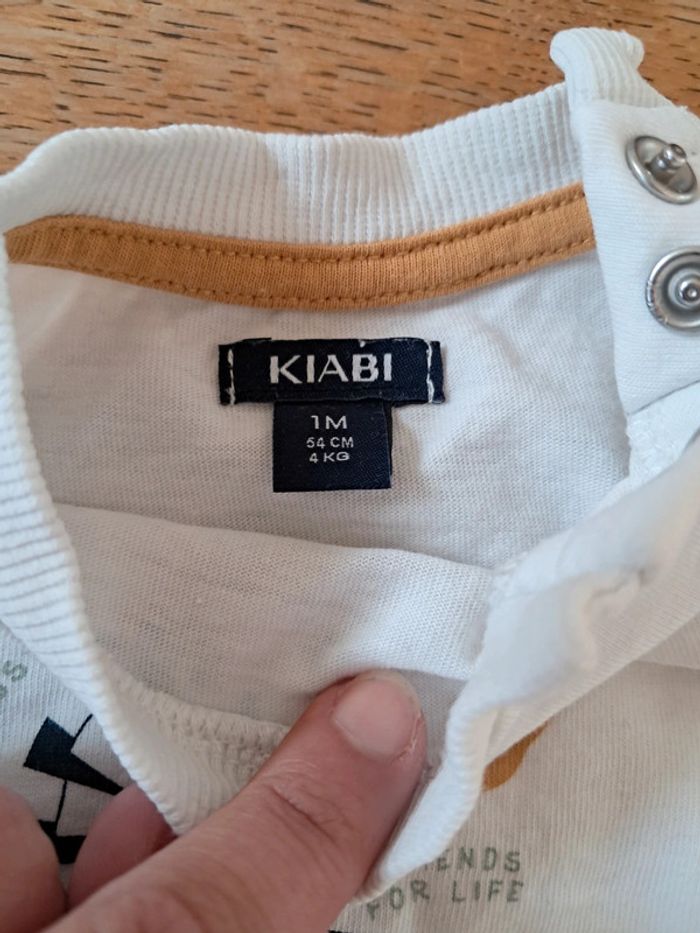 KIABI
1M
54 CM
4 KG
ENDS
FOR LIFE